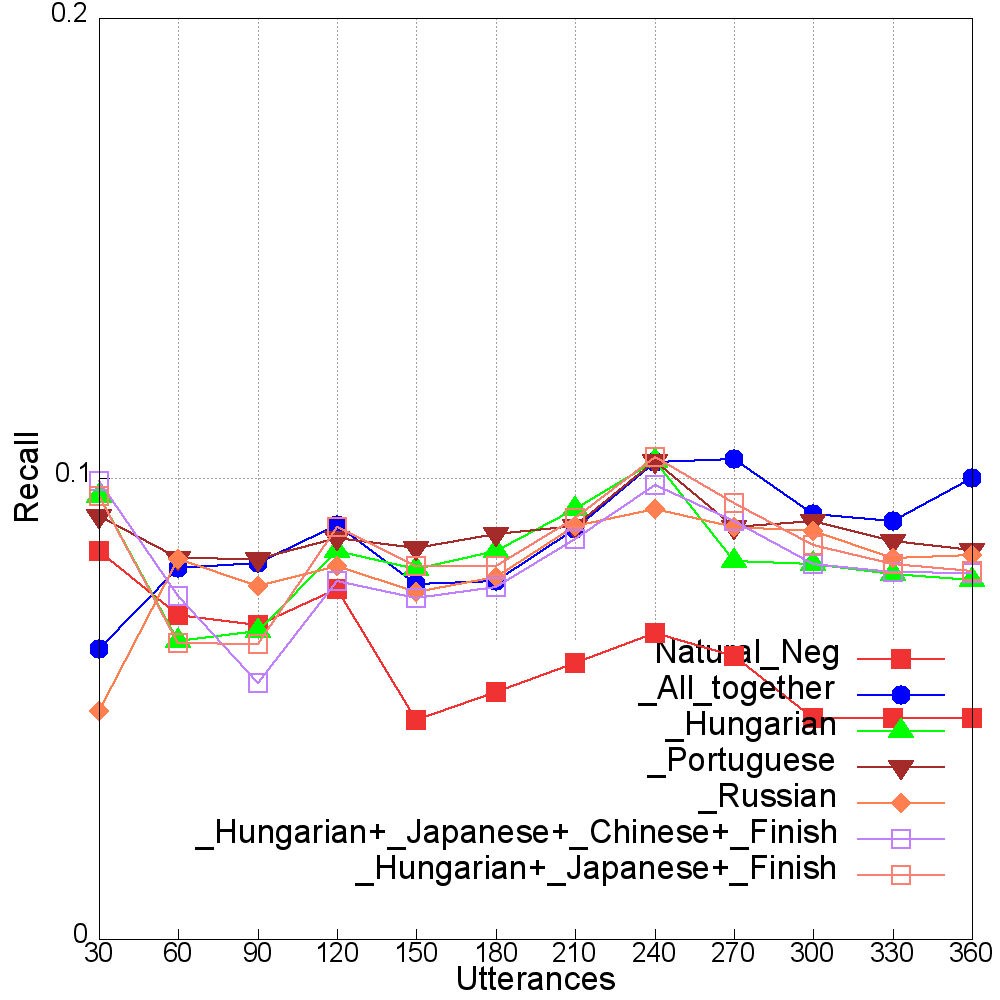 0.2
0.1
0
Recall
30 60 90 120 150 180 210 240 270 300 330 360
Utterances
Natural_Neg
_All_together
_Hungarian
_Portuguese
_Russian
_Hungarian+_Japanese+_Chinese+_Finish
_Hungarian+_Japanese+_Finish